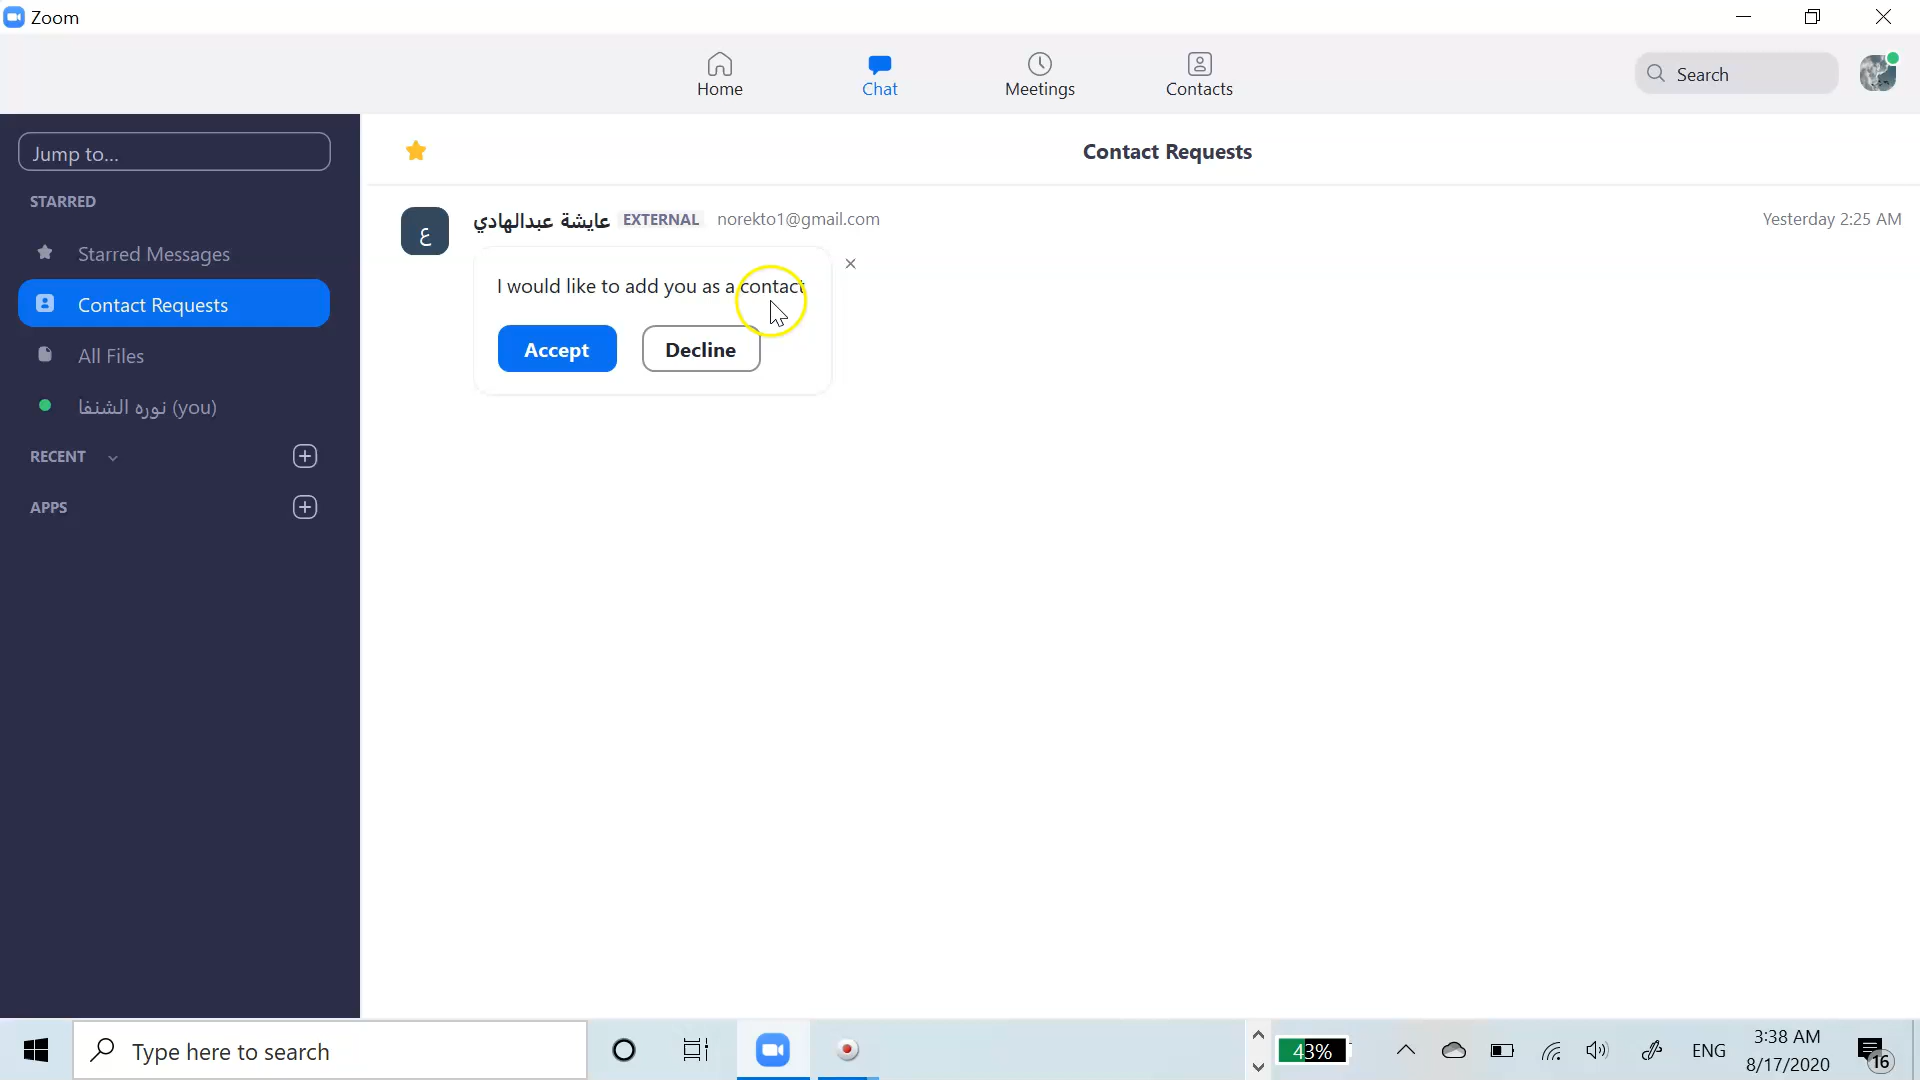 Zoom
Home
Chat
Meetings
Contacts
Search
Jump to...
STARRED
Starred Messages
Contact Requests
All Files
نوره الشنفا (you)
RECENT
APPS
Contact Requests
ع
عايشة عبدالهادي EXTERNAL norekto1@gmail.com
Yesterday 2:25 AM
I would like to add you as a contact
Accept
Decline
Type here to search
43%
ENG
3:38 AM
8/17/2020
16